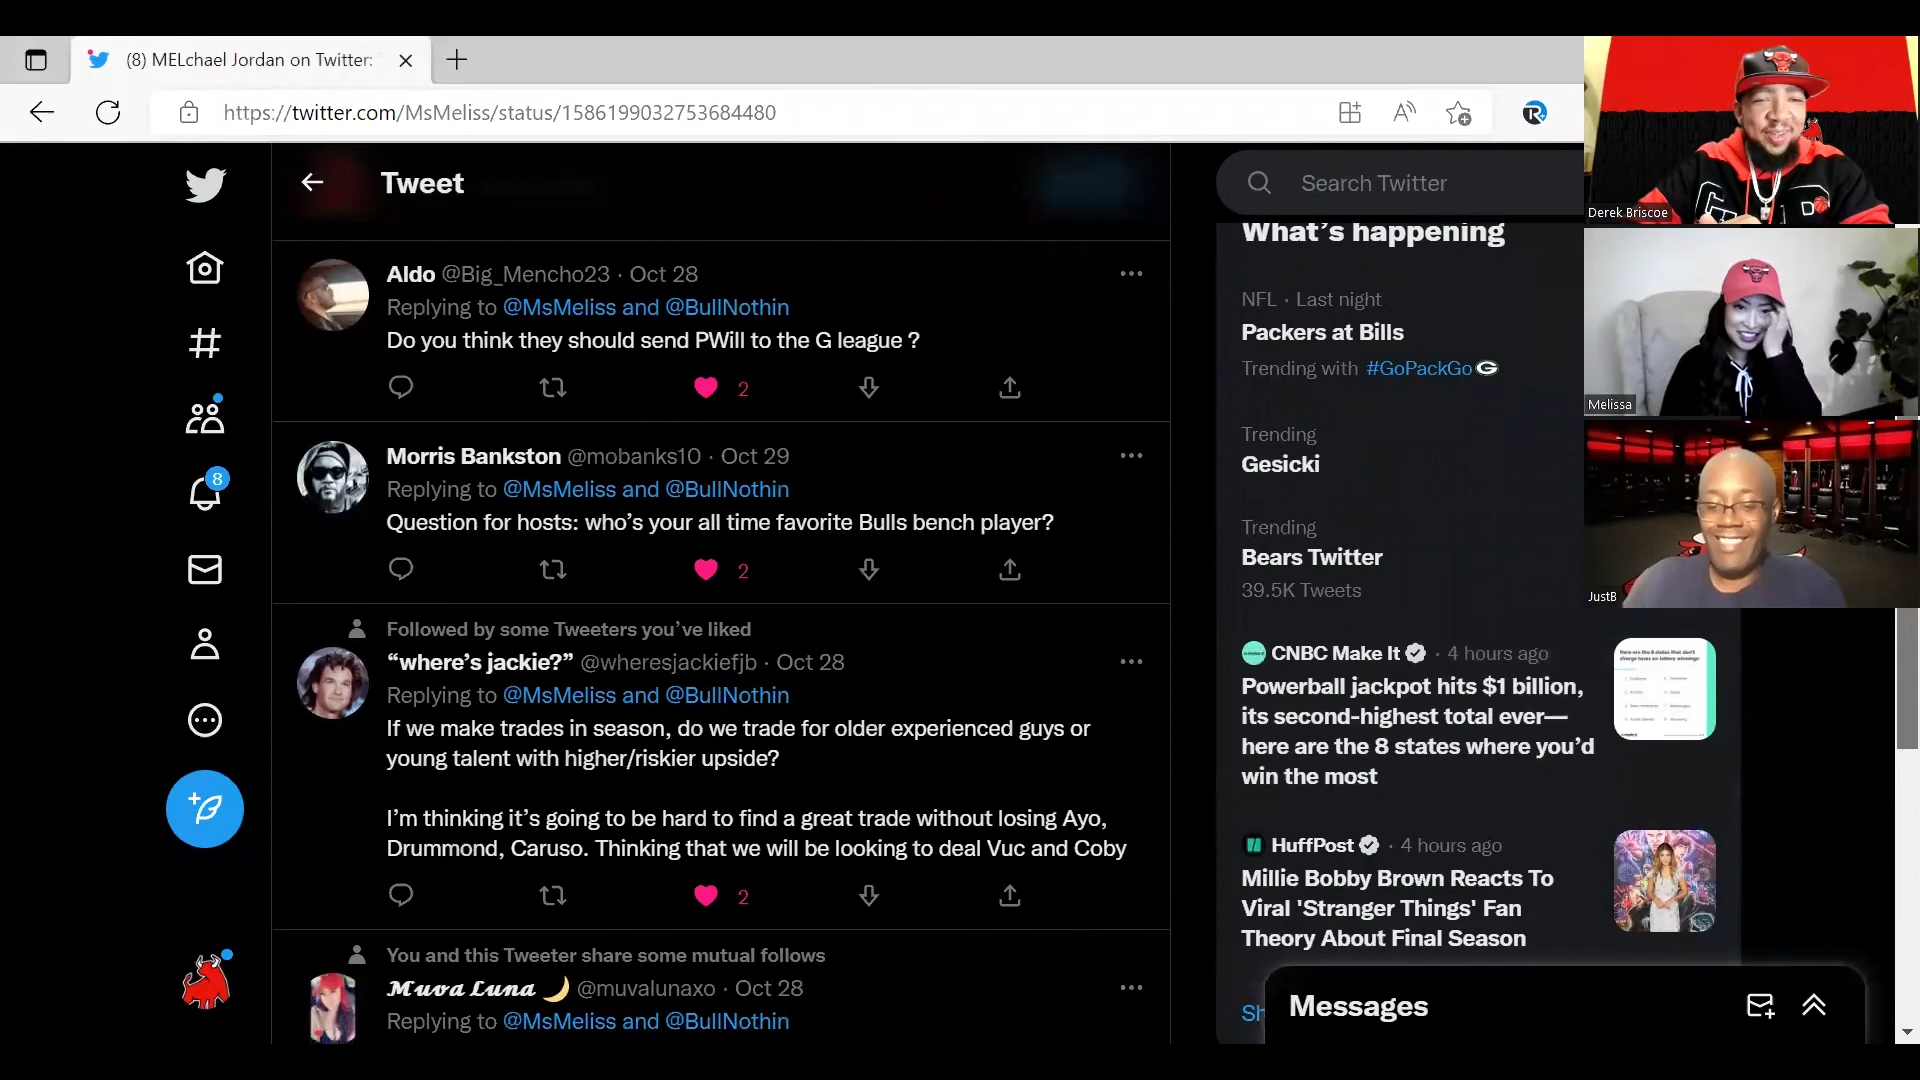 (8) MELchael Jordan on Twitter:
https://twitter.com/MsMeliss/status/1586199032753684480
Tweet
Aldo @Big_Mencho23 · Oct 28
Replying to @MsMeliss and @BullNothin
Do you think they should send PWill to the G league ?
2
Morris Bankston @mobanks10 · Oct 29
Replying to @MsMeliss and @BullNothin
Question for hosts: who’s your all time favorite Bulls bench player?
2
Followed by some Tweeters you’ve liked
“where’s jackie?” @wheresjackiefjb · Oct 28
Replying to @MsMeliss and @BullNothin
If we make trades in season, do we trade for older experienced guys or
young talent with higher/riskier upside?
I’m thinking it’s going to be hard to find a great trade without losing Ayo,
Drummond, Caruso. Thinking that we will be looking to deal Vuc and Coby
2
You and this Tweeter share some mutual follows
𝓜𝓾𝓿𝓪 𝓛𝓾𝓷𝓪 🌙 @muvalunaxo · Oct 28
Replying to @MsMeliss and @BullNothin
8
Search Twitter
What’s happening
NFL · Last night
Packers at Bills
Trending with #GoPackGo
Trending
Gesicki
Trending
Bears Twitter
39.5K Tweets
CNBC Make It · 4 hours ago
Powerball jackpot hits $1 billion,
its second-highest total ever—
here are the 8 states where you’d
win the most
HuffPost · 4 hours ago
Millie Bobby Brown Reacts To
Viral 'Stranger Things' Fan
Theory About Final Season
Sh
Messages
Derek Briscoe
Melissa
JustB